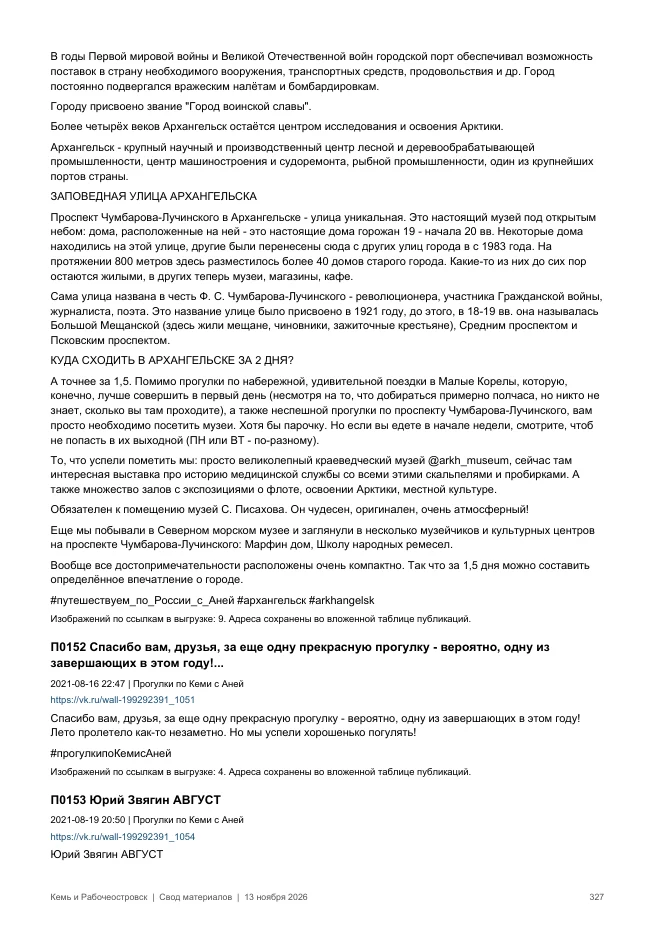 В годы Первой мировой войны и Великой Отечественной войн городской порт обеспечивал возможность
поставок в страну необходимого вооружения, транспортных средств, продовольствия и др. Город
постоянно подвергался вражеским налётам и бомбардировкам.
Городу присвоено звание "Город воинской славы".
Более четырёх веков Архангельск остаётся центром исследования и освоения Арктики.
Архангельск - крупный научный и производственный центр лесной и деревообрабатывающей
промышленности, центр машиностроения и судоремонта, рыбной промышленности, один из крупнейших
портов страны.
ЗАПОВЕДНАЯ УЛИЦА АРХАНГЕЛЬСКА
Проспект Чумбарова-Лучинского в Архангельске - улица уникальная. Это настоящий музей под открытым
небом: дома, расположенные на ней - это настоящие дома горожан 19 - начала 20 вв. Некоторые дома
находились на этой улице, другие были перенесены сюда с других улиц города в с 1983 года. На
протяжении 800 метров здесь разместилось более 40 домов старого города. Какие-то из них до сих пор
остаются жилыми, в других теперь музеи, магазины, кафе.
Сама улица названа в честь Ф. С. Чумбарова-Лучинского - революционера, участника Гражданской войны,
журналиста, поэта. Это название улице было присвоено в 1921 году, до этого, в 18-19 вв. она называлась
Большой Мещанской (здесь жили мещане, чиновники, зажиточные крестьяне), Средним проспектом и
Псковским проспектом.
КУДА СХОДИТЬ В АРХАНГЕЛЬСКЕ ЗА 2 ДНЯ?
А точнее за 1,5. Помимо прогулки по набережной, удивительной поездки в Малые Корелы, которую,
конечно, лучше совершить в первый день (несмотря на то, что добираться примерно полчаса, но никто не
знает, сколько вы там проходите), а также неспешной прогулки по проспекту Чумбарова-Лучинского, вам
просто необходимо посетить музеи. Хотя бы парочку. Но если вы едете в начале недели, смотрите, чтоб
не попасть в их выходной (ПН или ВТ - по-разному).
То, что успели пометить мы: просто великолепный краеведческий музей @arkh_museum, сейчас там
интересная выставка про историю медицинской службы со всеми этими скальпелями и пробирками. А
также множество залов с экспозициями о флоте, освоении Арктики, местной культуре.
Обязателен к помещению музей С. Писахова. Он чудесен, оригинален, очень атмосферный!
Еще мы побывали в Северном морском музее и заглянули в несколько музейчиков и культурных центров
на проспекте Чумбарова-Лучинского: Марфин дом, Школу народных ремесел.
Вообще все достопримечательности расположены очень компактно. Так что за 1,5 дня можно составить
определённое впечатление о городе.
#путешествуем_по_России_с_Аней #архангельск #arkhangelsk
Изображений по ссылкам в выгрузке: 9. Адреса сохранены во вложенной таблице публикаций.
П0152 Спасибо вам, друзья, за еще одну прекрасную прогулку - вероятно, одну из
завершающих в этом году!...
2021-08-16 22:47 | Прогулки по Кеми с Аней
https://vk.ru/wall-199292391_1051
Спасибо вам, друзья, за еще одну прекрасную прогулку - вероятно, одну из завершающих в этом году!
Лето пролетело как-то незаметно. Но мы успели хорошенько погулять!
#прогулкипоКемисАней
Изображений по ссылкам в выгрузке: 4. Адреса сохранены во вложенной таблице публикаций.
П0153 Юрий Звягин АВГУСТ
2021-08-19 20:50 | Прогулки по Кеми с Аней
https://vk.ru/wall-199292391_1054
Юрий Звягин АВГУСТ
Кемь и Рабочеостровск | Свод материалов | 13 ноября 2026 327